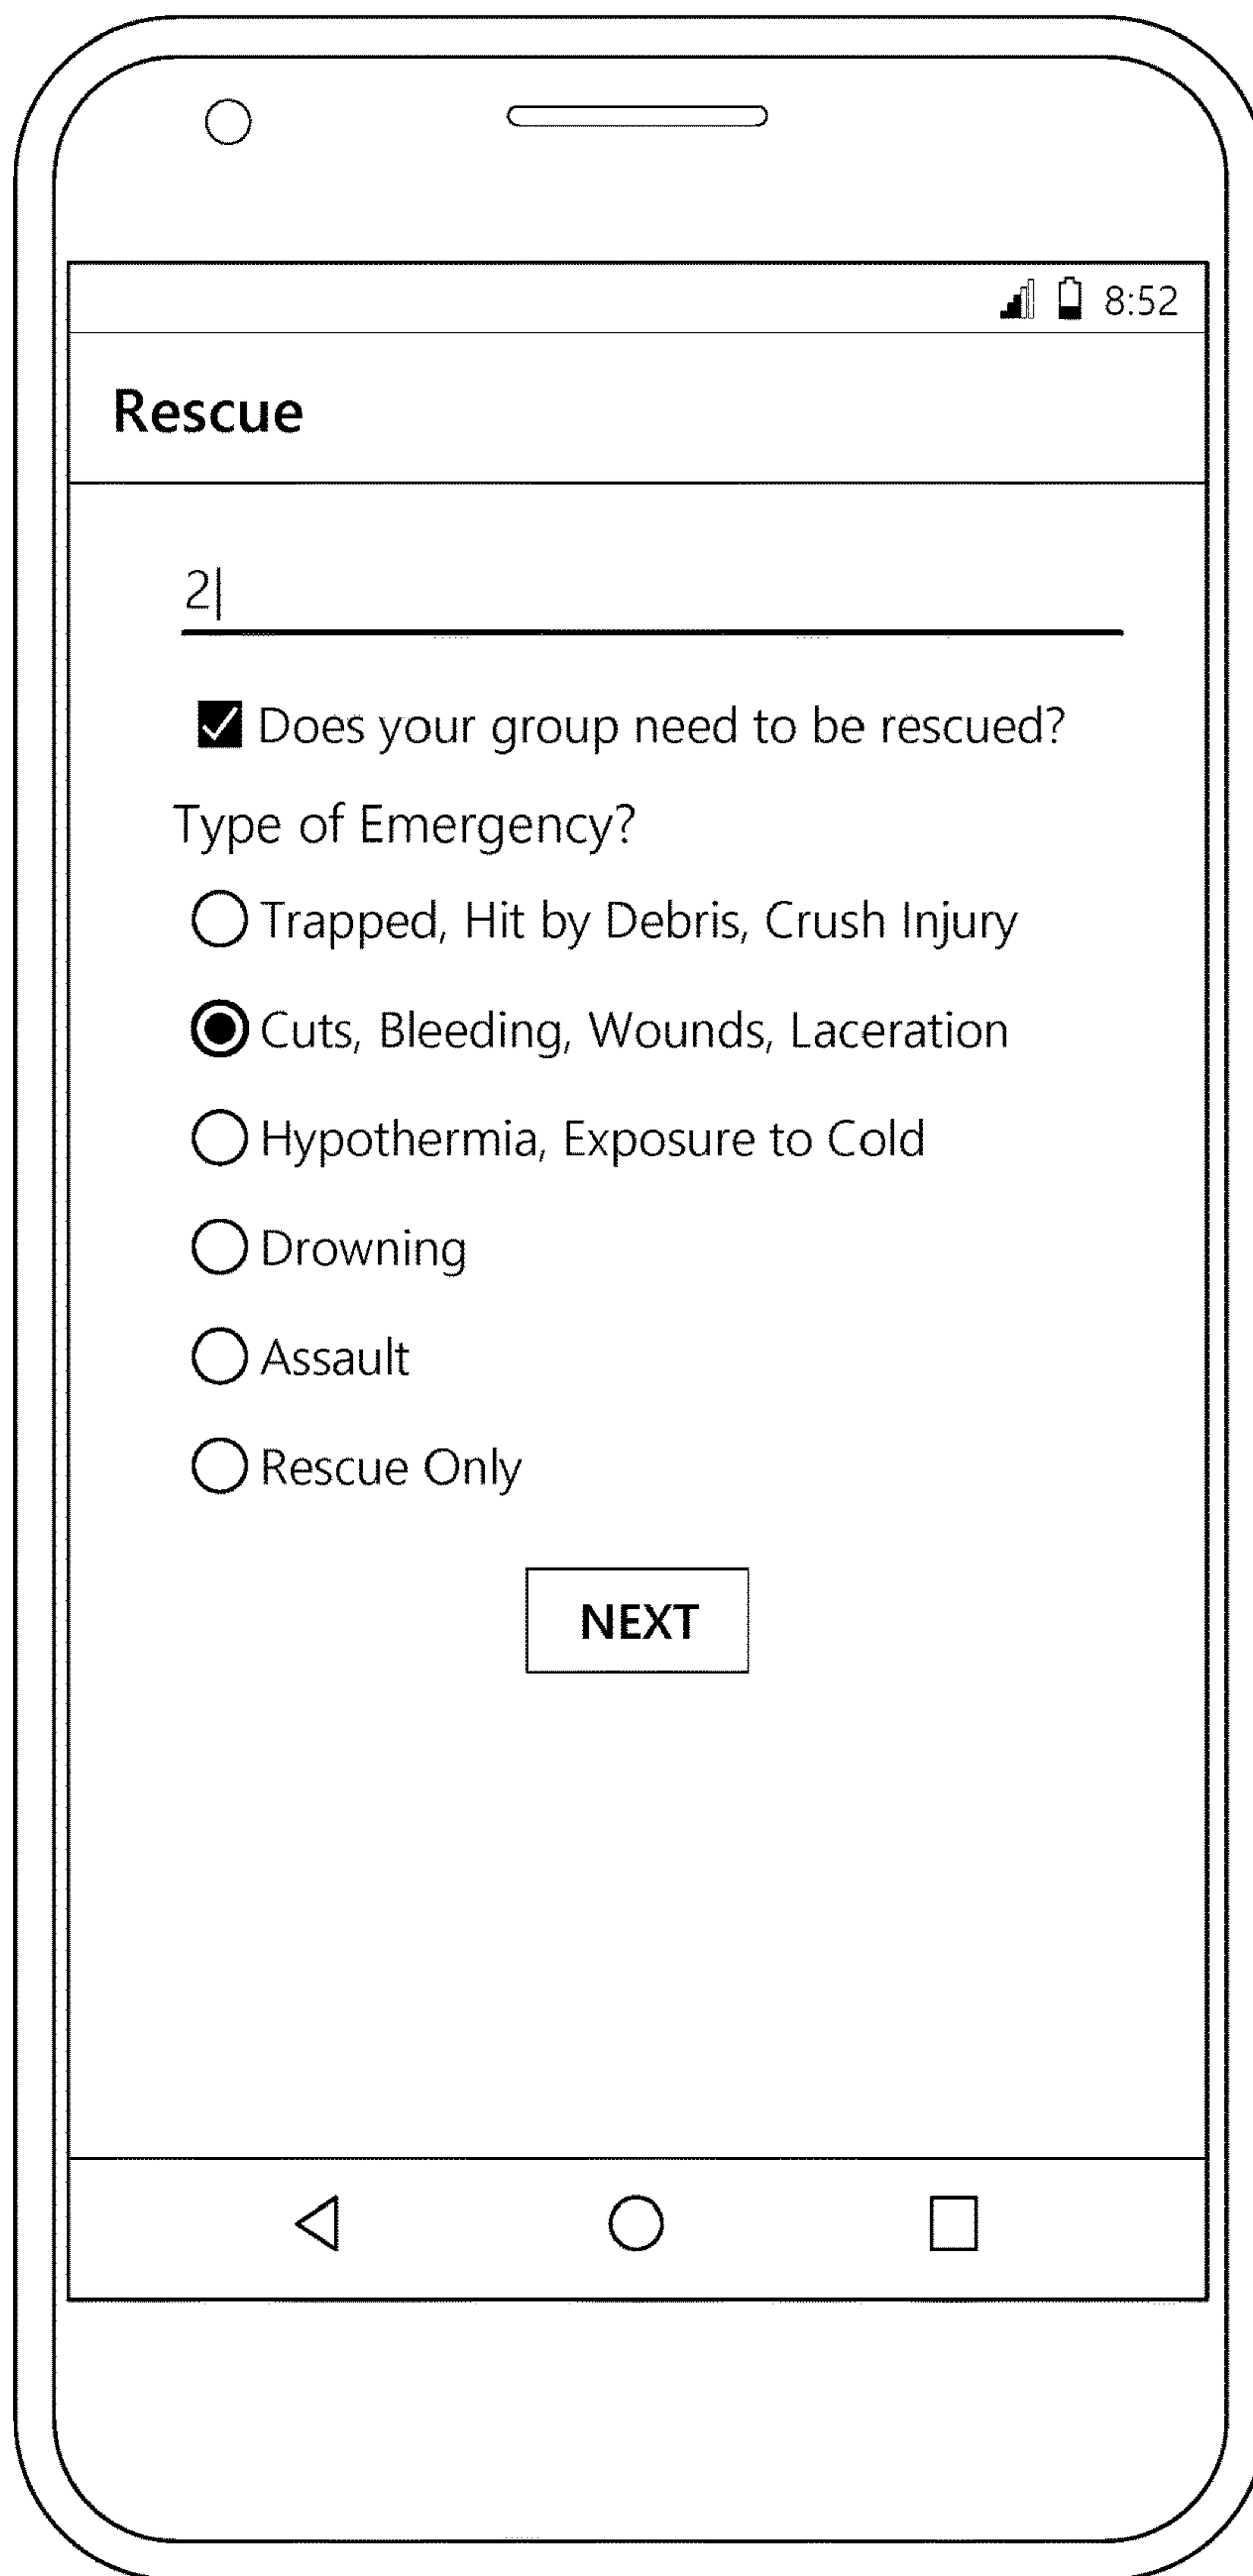 8:52
Rescue
2
Does your group need to be rescued?
Type of Emergency?
Trapped, Hit by Debris, Crush Injury
Cuts, Bleeding, Wounds, Laceration
Hypothermia, Exposure to Cold
Drowning
Assault
Rescue Only
NEXT